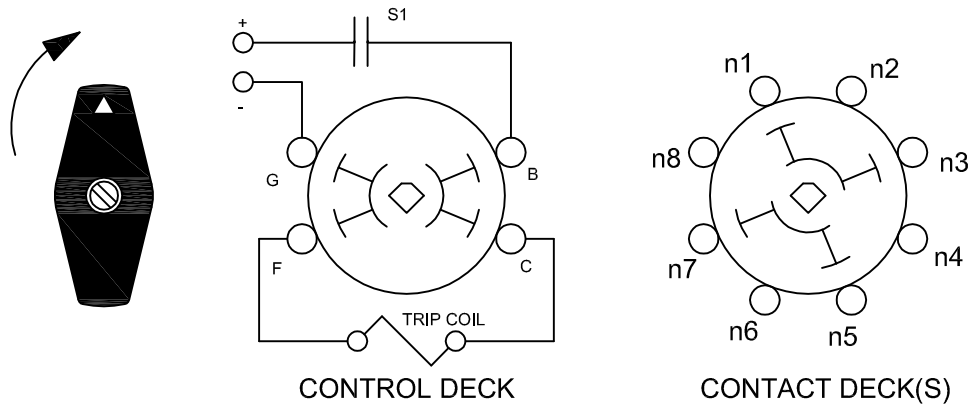 S1
+
-
G
B
F
C
TRIP COIL
CONTROL DECK
n1
n2
n3
n4
n5
n6
n7
n8
CONTACT DECK(S)